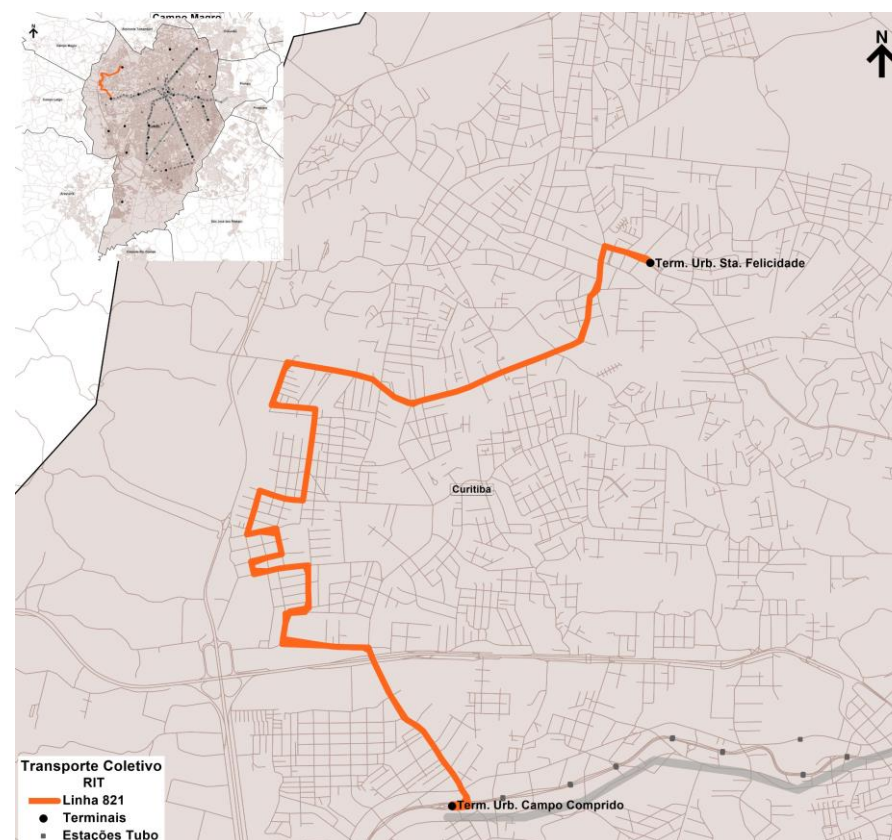 Campo Magro
N
Term. Urb. Sta. Felicidade
Curitiba
Term. Urb. Campo Comprido
Transporte Coletivo
RIT
Linha 821
Terminais
Estações Tubo